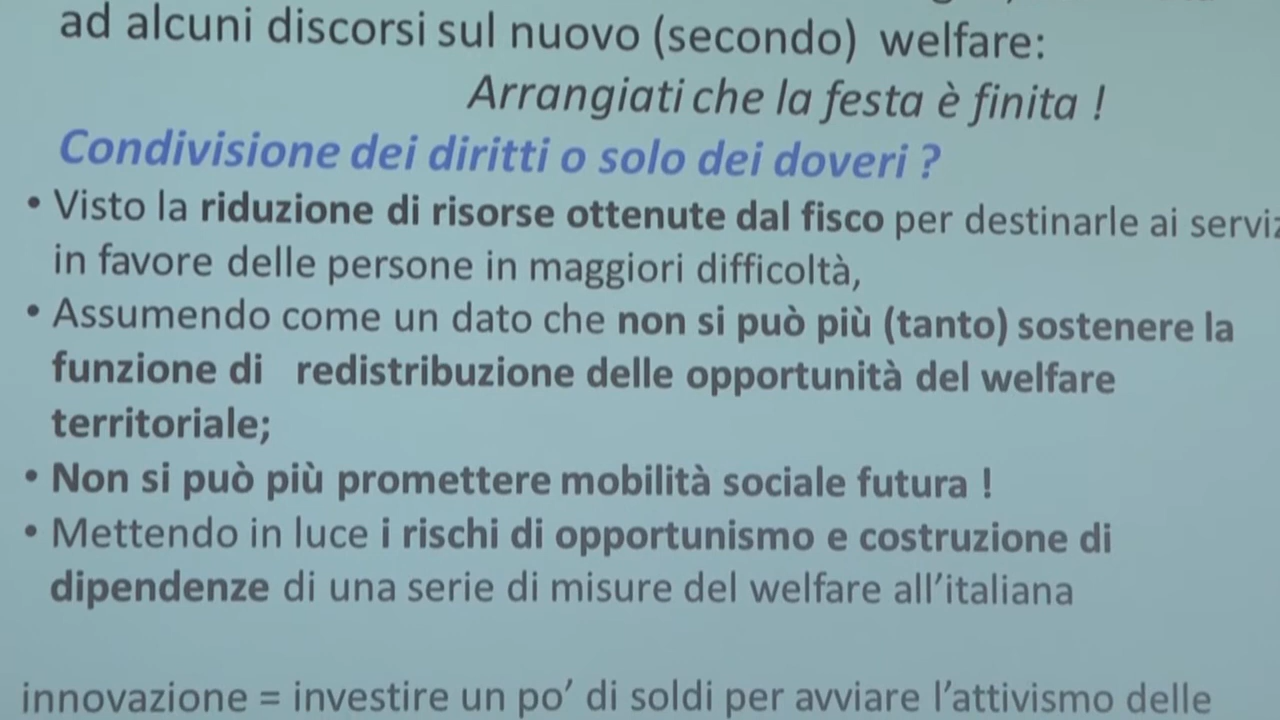 ad alcuni discorsi sul nuovo (secondo) welfare:
Arrangiati che la festa è finita !
Condivisione dei diritti o solo dei doveri ?
• Visto la riduzione di risorse ottenute dal fisco per destinarle ai serviz
in favore delle persone in maggiori difficoltà,
• Assumendo come un dato che non si può più (tanto) sostenere la
funzione di redistribuzione delle opportunità del welfare
territoriale;
• Non si può più promettere mobilità sociale futura !
• Mettendo in luce i rischi di opportunismo e costruzione di
dipendenze di una serie di misure del welfare all'italiana
innovazione = investire un po' di soldi per avviare l'attivismo delle